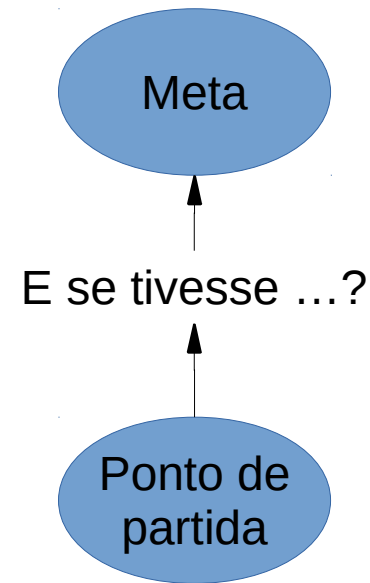 Meta
E se tivesse …?
Ponto de
partida